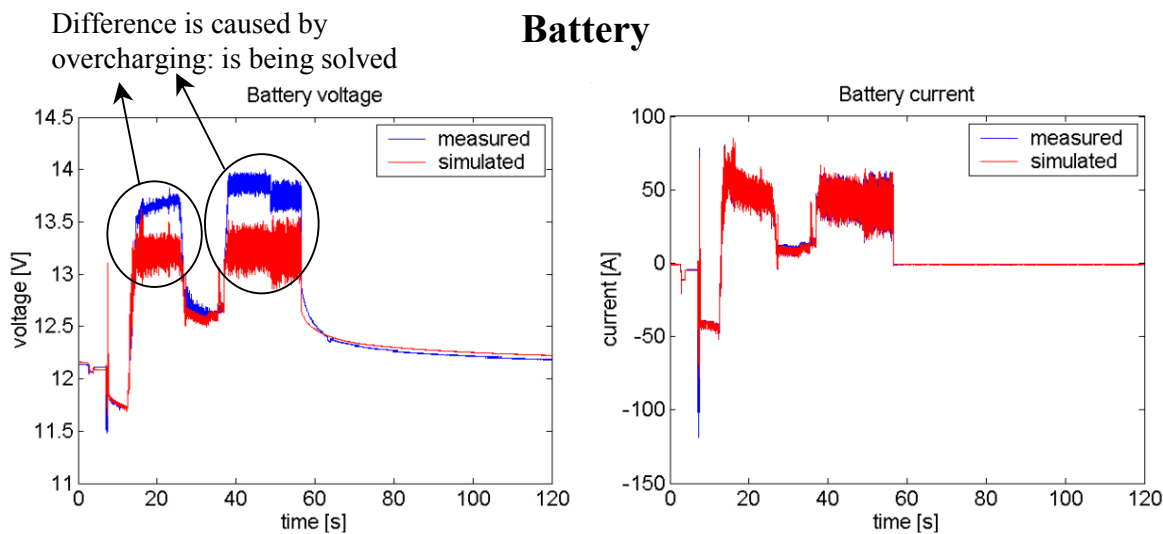 Difference is caused by
overcharging: is being solved
Battery
Battery voltage
14.5
14
13.5
13
12.5
12
11.5
11
voltage [V]
measured
simulated
0
20
40
60
80
100
120
time [s]
Battery current
100
50
0
-50
-100
-150
current [A]
measured
simulated
0
20
40
60
80
100
120
time [s]